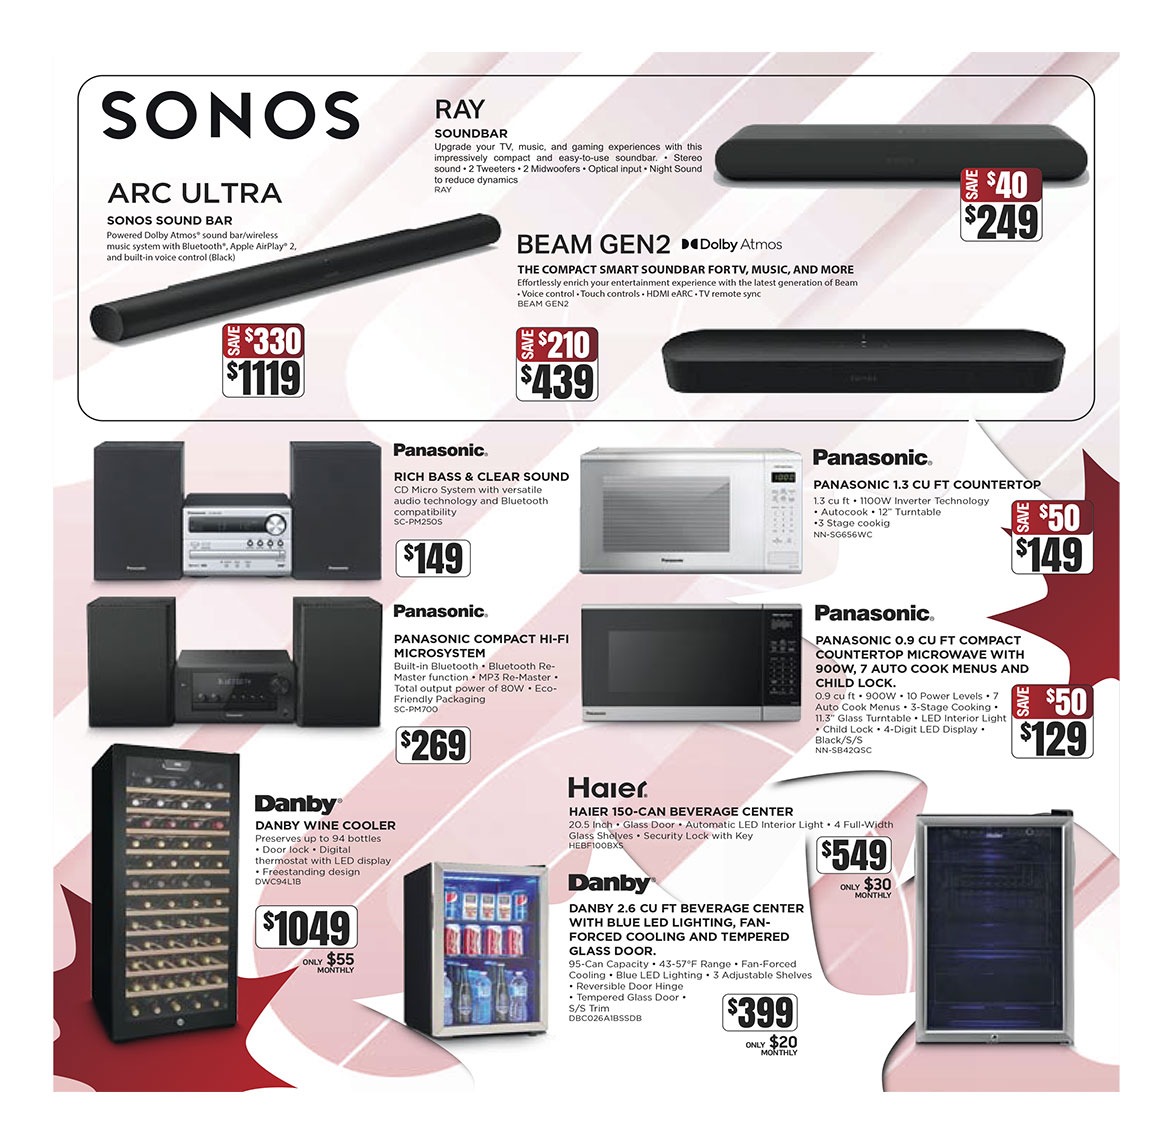 SONOS
ARC ULTRA
SONOS SOUND BAR
Powered Dolby Atmos® sound bar/wireless
music system with Bluetooth®, Apple AirPlay® 2,
and built-in voice control (Black)
SAVE $330
$1119
RAY
SOUNDBAR
Upgrade your TV, music, and gaming experiences with this
impressively compact and easy-to-use soundbar. • Stereo
sound • 2 Tweeters • 2 Midwoofers • Optical input • Night Sound
to reduce dynamics
RAY
SAVE $40
$249
BEAM GEN2 Dolby Atmos
THE COMPACT SMART SOUNDBAR FOR TV, MUSIC, AND MORE
Effortlessly enrich your entertainment experience with the latest generation of Beam
• Voice control • Touch controls • HDMI eARC • TV remote sync
BEAM GEN2
SAVE $210
$439
SONOS
Panasonic®
RICH BASS & CLEAR SOUND
CD Micro System with versatile
audio technology and Bluetooth
compatibility
SC-PM250S
$149
Panasonic®
PANASONIC 1.3 CU FT COUNTERTOP
1.3 cu ft • 1100W Inverter Technology
• Autocook • 12" Turntable
•3 Stage cookig
NN-SG656WC
SAVE $50
$149
Panasonic®
PANASONIC COMPACT HI-FI
MICROSYSTEM
Built-in Bluetooth • Bluetooth Re-
Master function • MP3 Re-Master •
Total output power of 80W • Eco-
Friendly Packaging
SC-PM700
$269
Panasonic®
PANASONIC 0.9 CU FT COMPACT
COUNTERTOP MICROWAVE WITH
900W, 7 AUTO COOK MENUS AND
CHILD LOCK.
0.9 cu ft • 900W • 10 Power Levels • 7
Auto Cook Menus • 3-Stage Cooking •
11.3" Glass Turntable • LED Interior Light
• Child Lock • 4-Digit LED Display •
Black/S/S
NN-SB42QSC
SAVE $50
$129
Danby®
DANBY WINE COOLER
Preserves up to 94 bottles
• Door lock • Digital
thermostat with LED display
• Freestanding design
DWC94L1B
$1049
ONLY $55
MONTHLY
Haier®
HAIER 150-CAN BEVERAGE CENTER
20.5 Inch • Glass Door • Automatic LED Interior Light • 4 Full-Width
Glass Shelves • Security Lock with Key
HEBF100BXS
$549
ONLY $30
MONTHLY
Danby®
DANBY 2.6 CU FT BEVERAGE CENTER
WITH BLUE LED LIGHTING, FAN-
FORCED COOLING AND TEMPERED
GLASS DOOR.
95-Can Capacity • 43-57°F Range • Fan-Forced
Cooling • Blue LED Lighting • 3 Adjustable Shelves
• Reversible Door Hinge
• Tempered Glass Door •
S/S Trim
DBC026A1BSSDB
$399
ONLY $20
MONTHLY